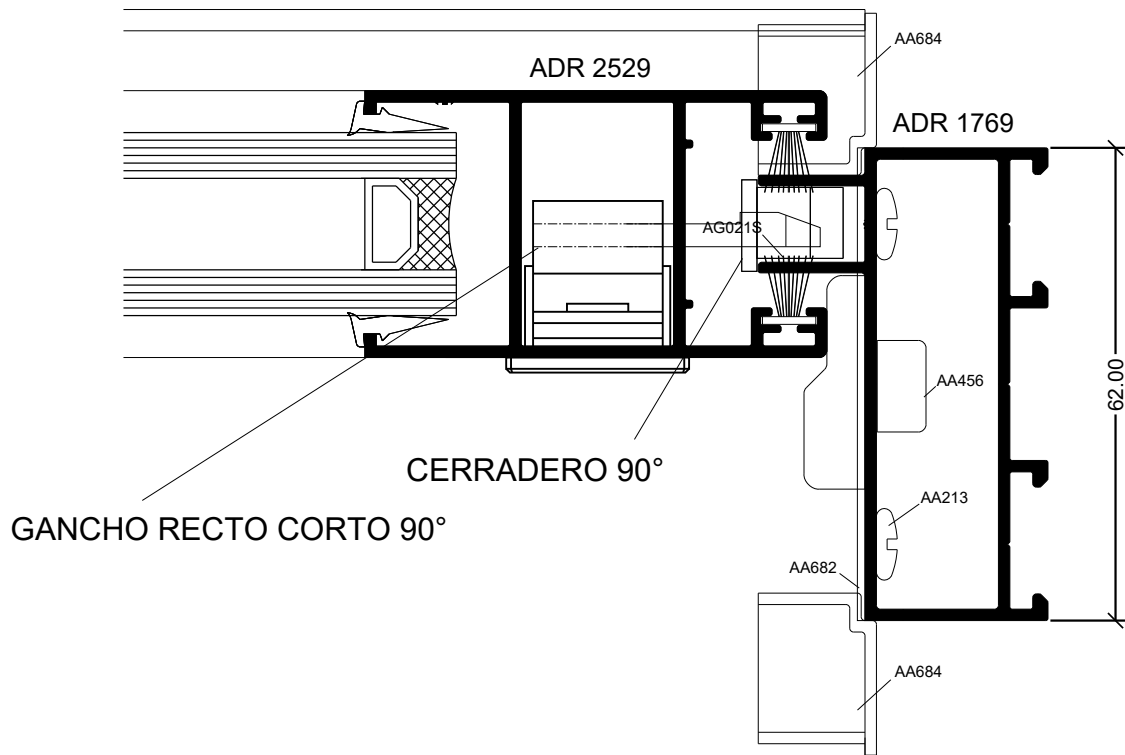 AA684
ADR 2529
ADR 1769
AG021S
AA456
62.00
CERRADERO 90°
AA213
GANCHO RECTO CORTO 90°
AA682
AA684